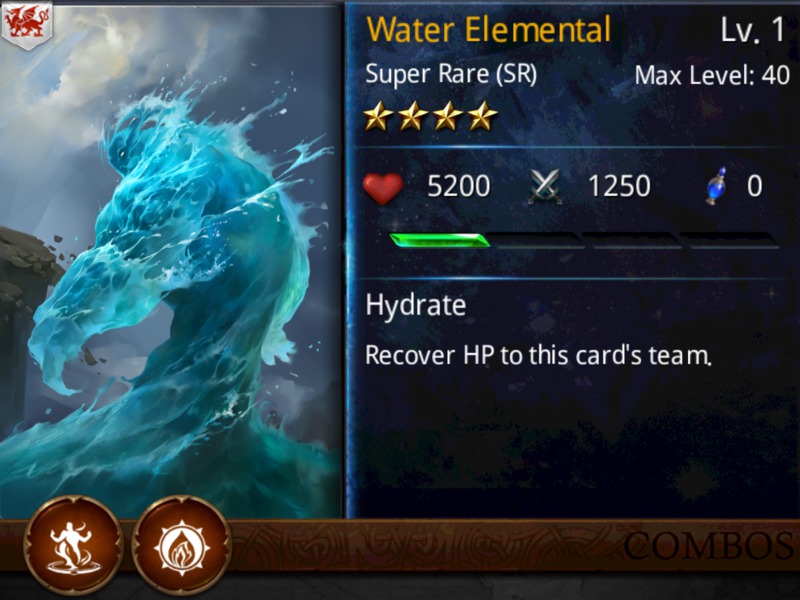 Water Elemental Lv. 1
Super Rare (SR) Max Level: 40
5200 1250 0
Hydrate
Recover HP to this card's team.
COMBOS